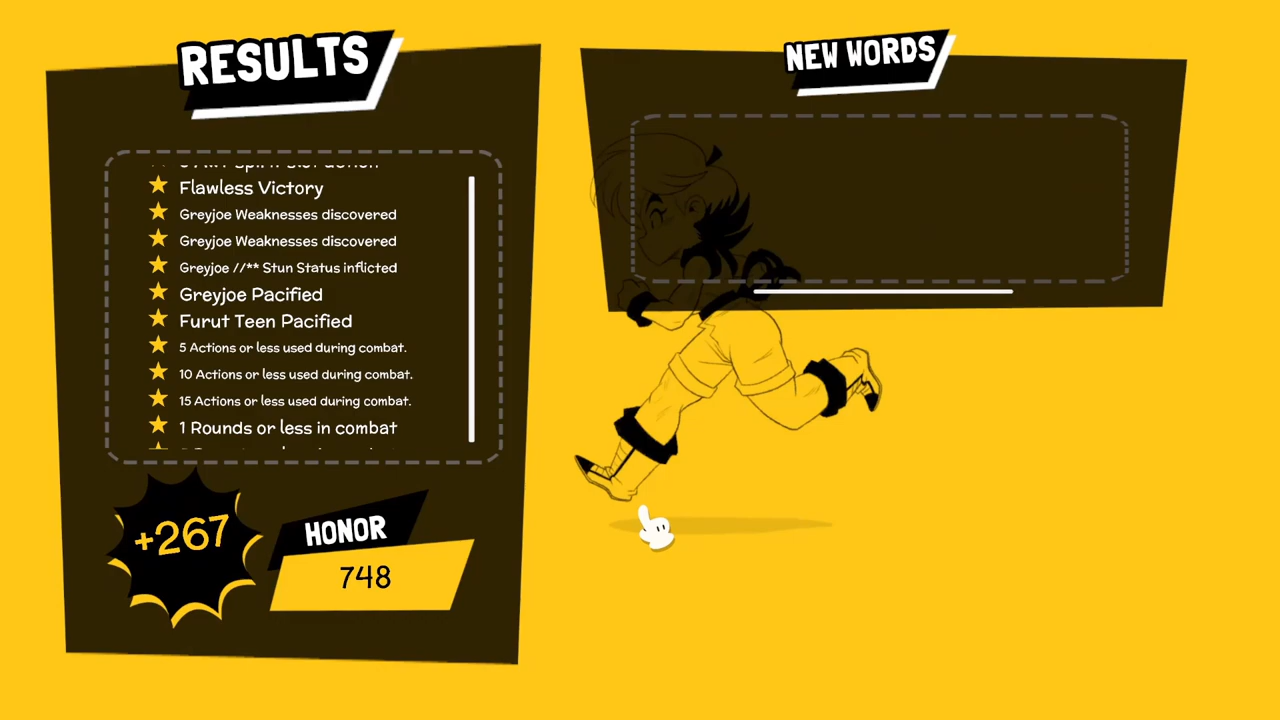 RESULTS
Flawless Victory
Greyjoe Weaknesses discovered
Greyjoe Weaknesses discovered
Greyjoe //** Stun Status inflicted
Greyjoe Pacified
Furut Teen Pacified
5 Actions or less used during combat.
10 Actions or less used during combat.
15 Actions or less used during combat.
1 Rounds or less in combat
+267
HONOR
748
NEW WORDS